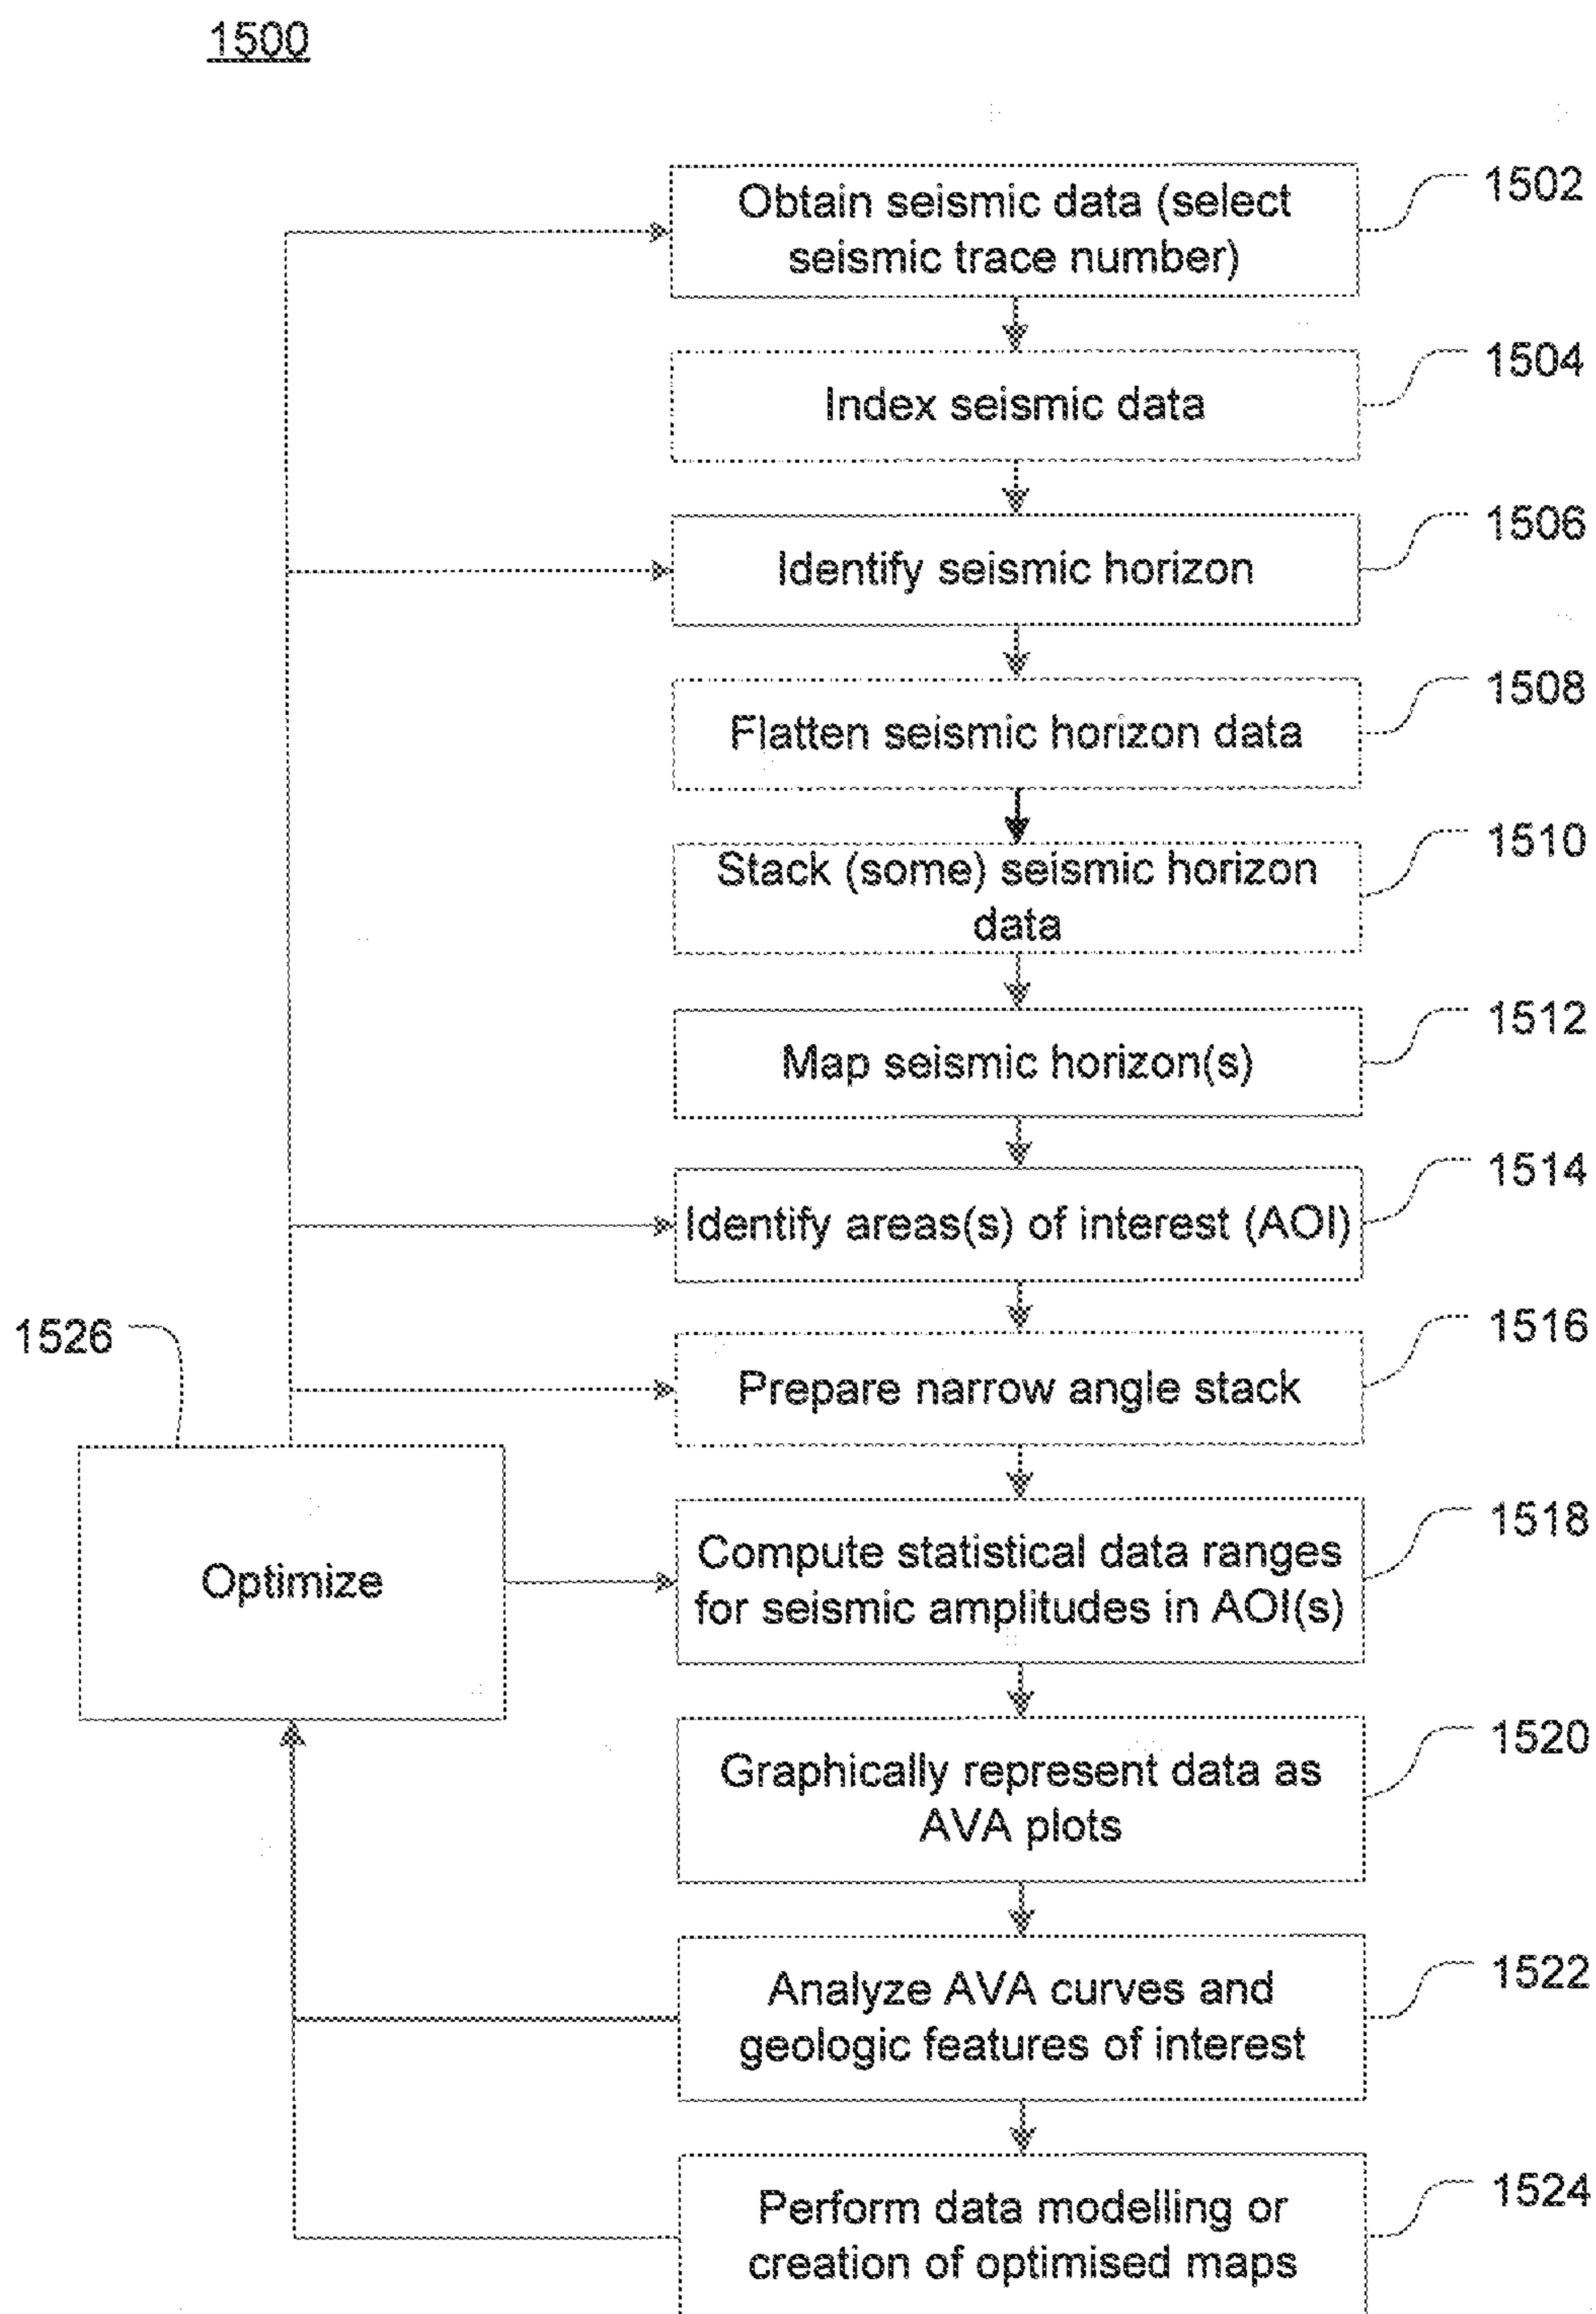 1500
Obtain seismic data (select
seismic trace number)
1502
Index seismic data
1504
Identify seismic horizon
1506
Flatten seismic horizon data
1508
Stack (some) seismic horizon
data
1510
Map seismic horizon(s)
1512
Identify areas(s) of interest (AOI)
1514
Prepare narrow angle stack
1516
1526
Optimize
Compute statistical data ranges
for seismic amplitudes in AOI(s)
1518
Graphically represent data as
AVA plots
1520
Analyze AVA curves and
geologic features of interest
1522
Perform data modelling or
creation of optimised maps
1524